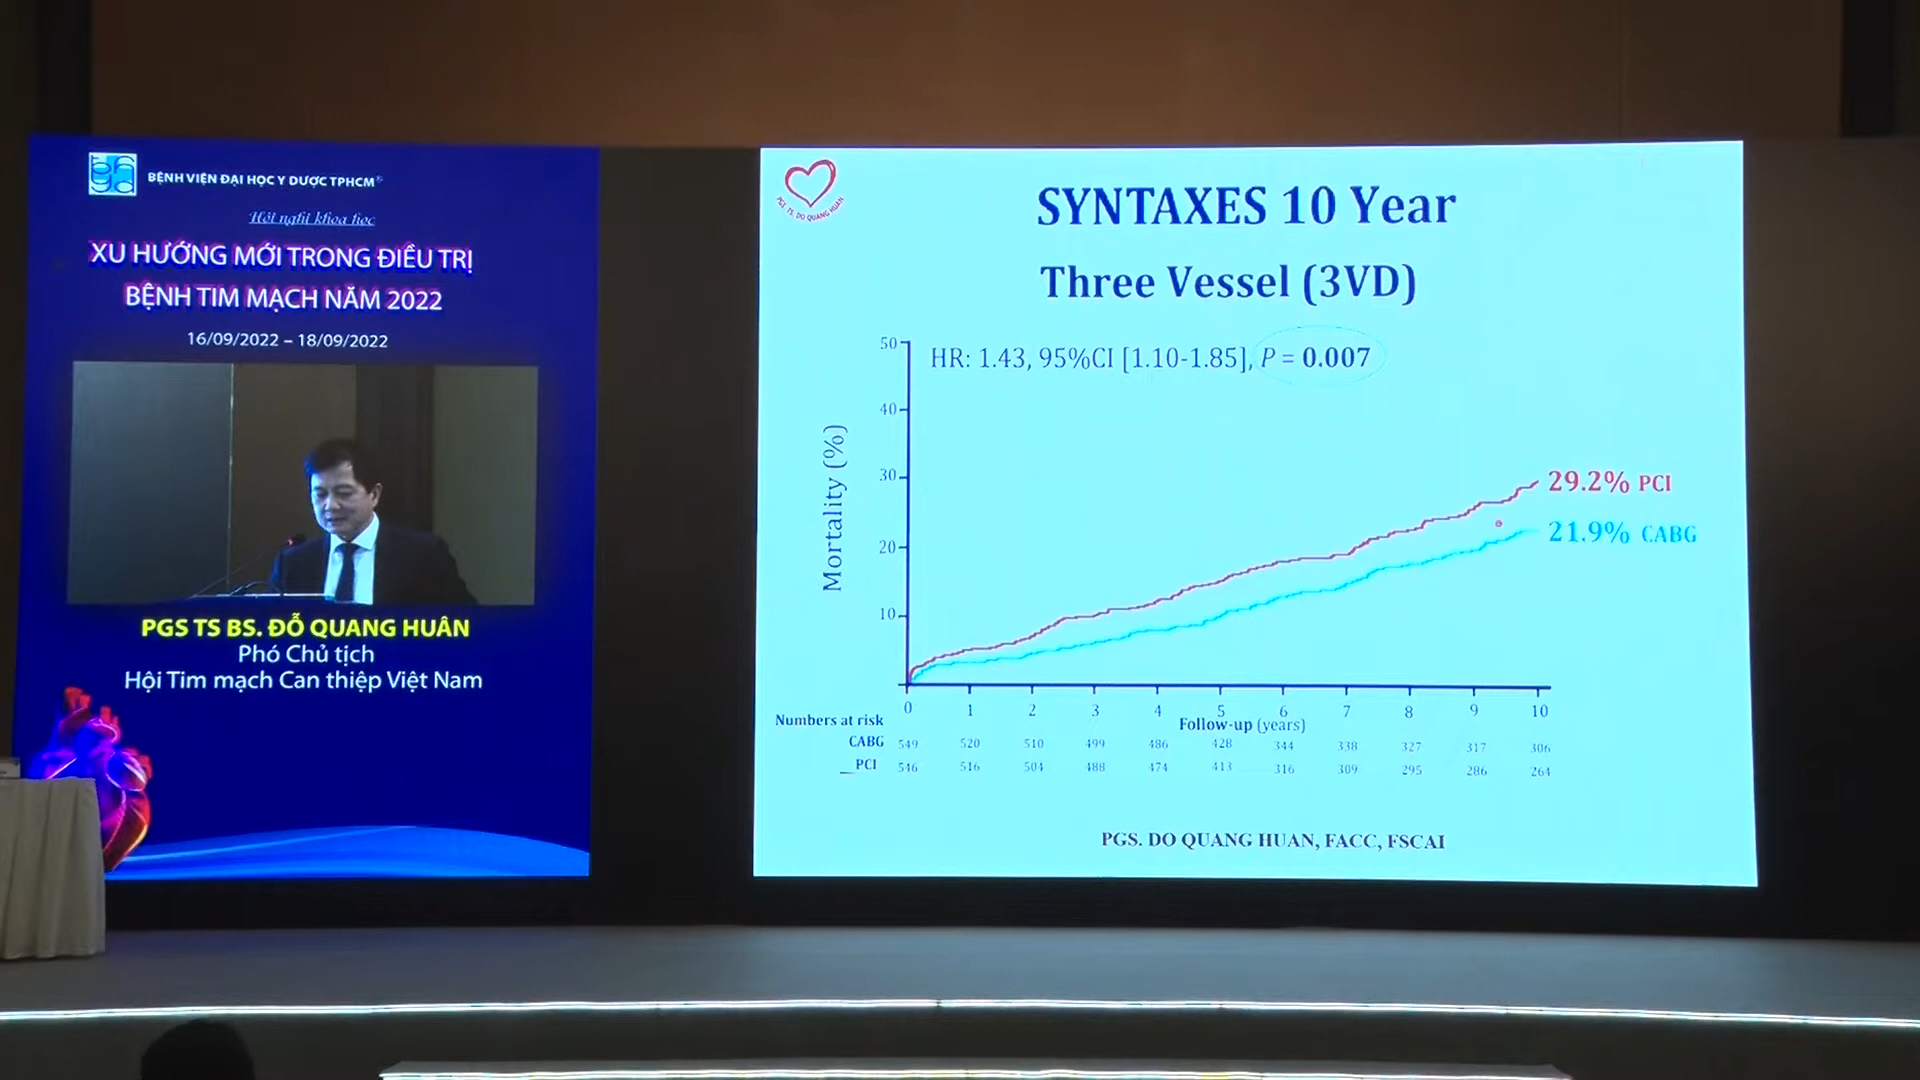 BỆNH VIỆN ĐẠI HỌC Y DƯỢC TPHCM®
Hội nghị khoa học
XU HƯỚNG MỚI TRONG ĐIỀU TRỊ
BỆNH TIM MẠCH NĂM 2022
16/09/2022 – 18/09/2022
PGS TS BS. ĐỖ QUANG HUÂN
Phó Chủ tịch
Hội Tim mạch Can thiệp Việt Nam
PGS. TS. DO QUANG HUAN
SYNTAXES 10 Year
Three Vessel (3VD)
HR: 1.43, 95%CI [1.10-1.85], P = 0.007
Mortality (%)
50
40
30
20
10
29.2% PCI
21.9% CABG
0 1 2 3 4 5 6 7 8 9 10
Follow-up (years)
Numbers at risk
CABG 549 520 510 499 486 428 344 338 327 317 306
PCI 546 516 504 488 474 413 316 309 295 286 264
PGS. DO QUANG HUAN, FACC, FSCAI